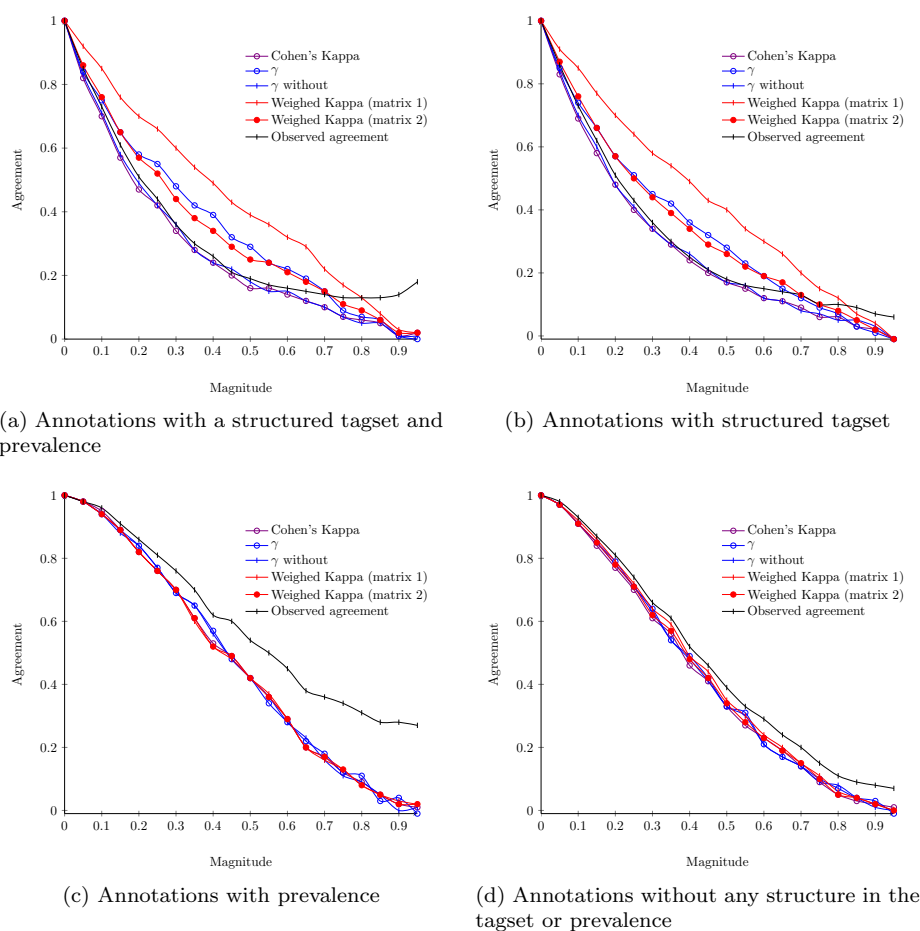 1
0.8
0.6
0.4
0.2
0
Agreement
0
0.1
0.2
0.3
0.4
0.5
0.6
0.7
0.8
0.9
Magnitude
Cohen's Kappa
γ
γ without
Weighed Kappa (matrix 1)
Weighed Kappa (matrix 2)
Observed agreement
(a) Annotations with a structured tagset and
prevalence
1
0.8
0.6
0.4
0.2
0
Agreement
0
0.1
0.2
0.3
0.4
0.5
0.6
0.7
0.8
0.9
Magnitude
Cohen's Kappa
γ
γ without
Weighed Kappa (matrix 1)
Weighed Kappa (matrix 2)
Observed agreement
(b) Annotations with structured tagset
1
0.8
0.6
0.4
0.2
0
Agreement
0
0.1
0.2
0.3
0.4
0.5
0.6
0.7
0.8
0.9
Magnitude
Cohen's Kappa
γ
γ without
Weighed Kappa (matrix 1)
Weighed Kappa (matrix 2)
Observed agreement
(c) Annotations with prevalence
1
0.8
0.6
0.4
0.2
0
Agreement
0
0.1
0.2
0.3
0.4
0.5
0.6
0.7
0.8
0.9
Magnitude
Cohen's Kappa
γ
γ without
Weighed Kappa (matrix 1)
Weighed Kappa (matrix 2)
Observed agreement
(d) Annotations without any structure in the
tagset or prevalence